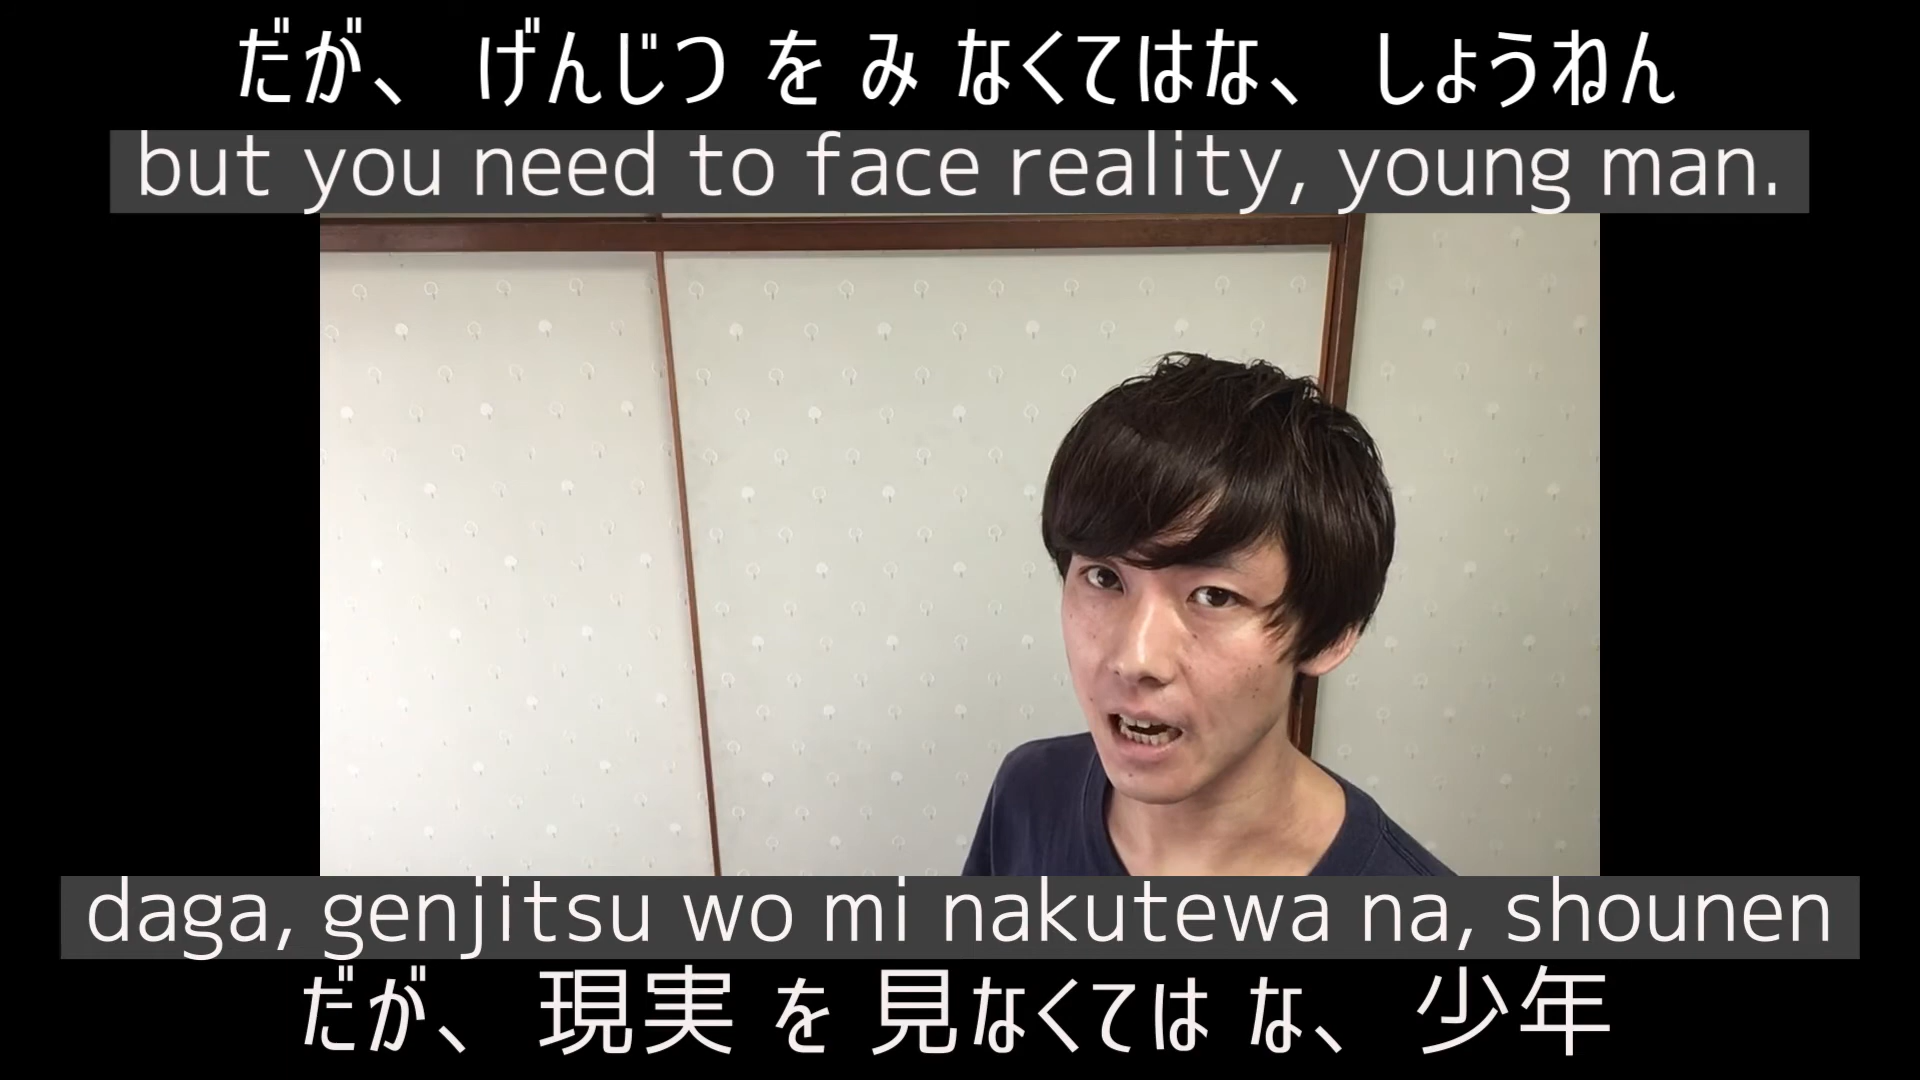 だが、 げんじつ を み なくてはな、 しょうねん
but you need to face reality, young man.
daga, genjitsu wo mi nakutewa na, shounen
だが、 現実 を 見なくては な、 少年